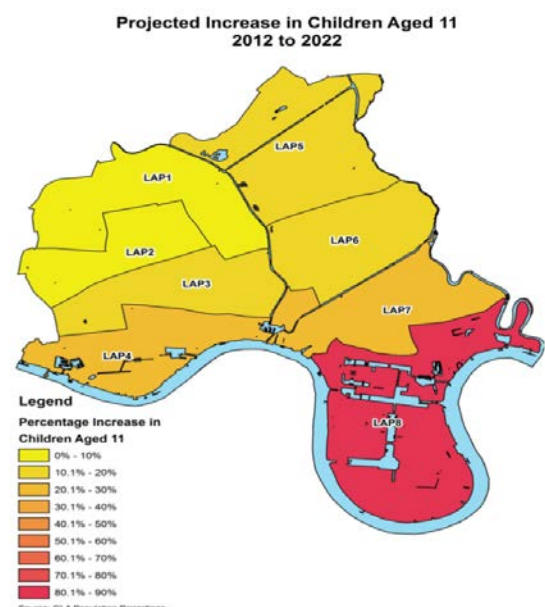 Projected Increase in Children Aged 11
2012 to 2022
LAP5
LAP1
LAP2
LAP6
LAP3
LAP7
LAP4
LAP8
Legend
Percentage Increase in
Children Aged 11
0% - 10%
10.1% - 20%
20.1% - 30%
30.1% - 40%
40.1% - 50%
50.1% - 60%
60.1% - 70%
70.1% - 80%
80.1% - 90%